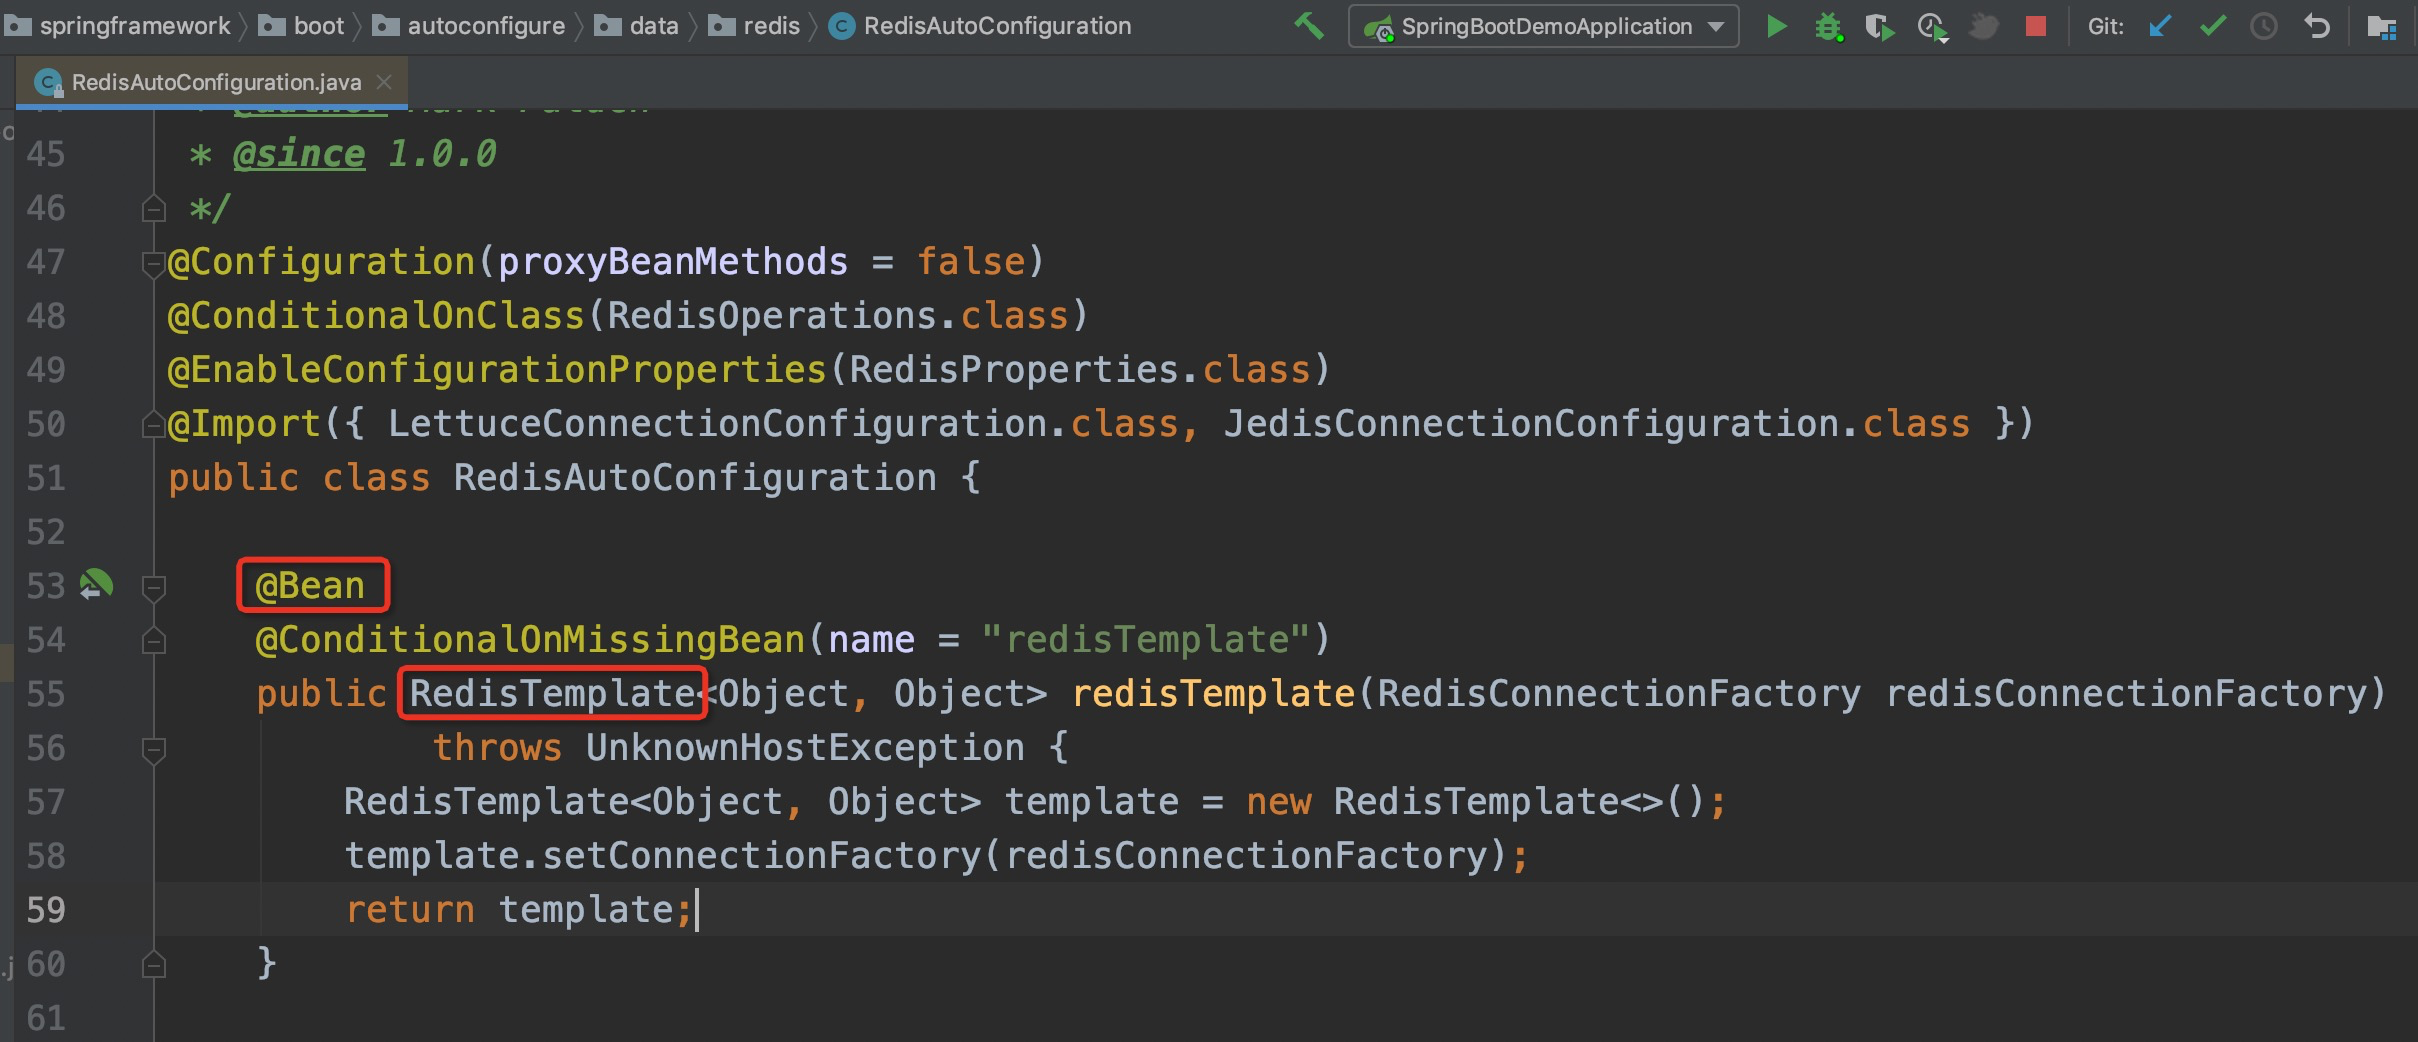 springframework boot autoconfigure data redis RedisAutoConfiguration SpringBootDemoApplication Git:
RedisAutoConfiguration.java
45 * @since 1.0.0
46 */
47 @Configuration(proxyBeanMethods = false)
48 @ConditionalOnClass(RedisOperations.class)
49 @EnableConfigurationProperties(RedisProperties.class)
50 @Import({ LettuceConnectionConfiguration.class, JedisConnectionConfiguration.class })
51 public class RedisAutoConfiguration {
52
53 @Bean
54 @ConditionalOnMissingBean(name = "redisTemplate")
55 public RedisTemplate<Object, Object> redisTemplate(RedisConnectionFactory redisConnectionFactory)
56 throws UnknownHostException {
57 RedisTemplate<Object, Object> template = new RedisTemplate<>();
58 template.setConnectionFactory(redisConnectionFactory);
59 return template;
.j 60 }
61